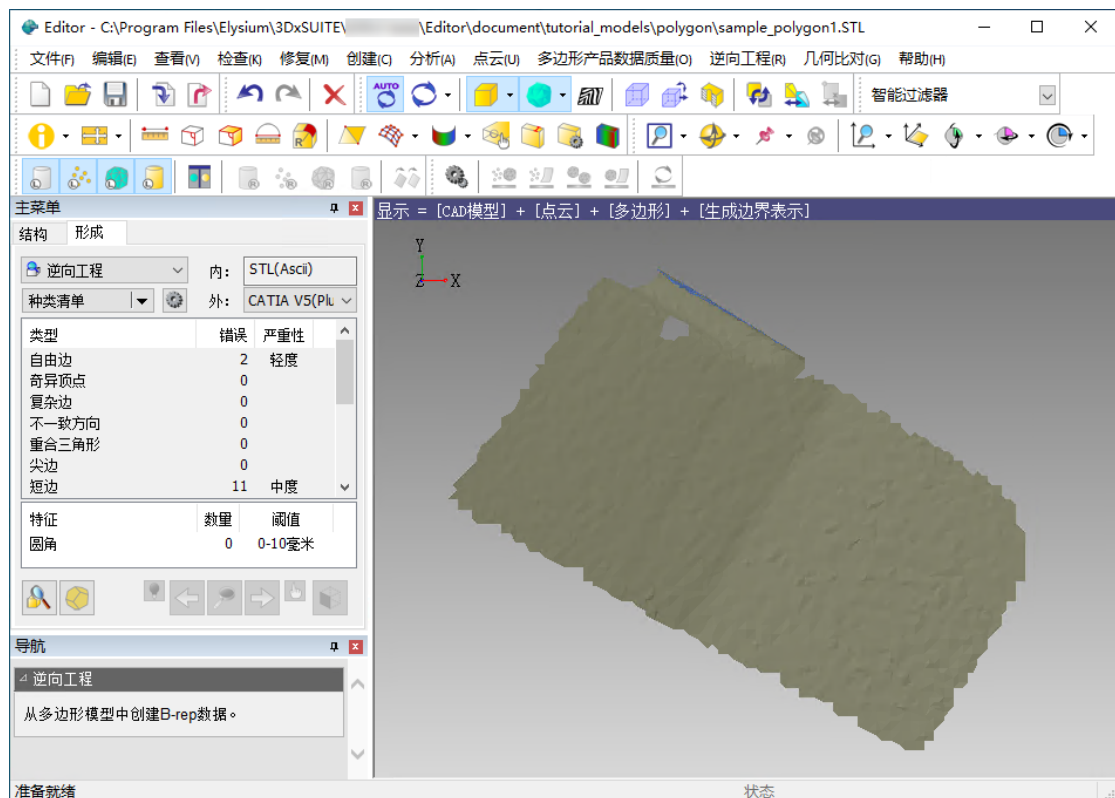 Editor - C:\Program Files\Elysium\3DxSUITE\ \Editor\document\tutorial_models\polygon\sample_polygon1.STL
文件(F) 编辑(E) 查看(V) 检查(K) 修复(M) 创建(C) 分析(A) 点云(U) 多边形产品数据质量(O) 逆向工程(R) 几何比对(G) 帮助(H)
AUTO 智能过滤器
主菜单
显示 = [CAD模型] + [点云] + [多边形] + [生成边界表示]
结构 形成
逆向工程 内: STL(Ascii)
种类清单 外: CATIA V5(Plu
类型 错误 严重性
自由边 2 轻度
奇异顶点 0
复杂边 0
不一致方向 0
重合三角形 0
尖边 0
短边 11 中度
特征 数量 阈值
圆角 0 0-10毫米
Y
Z X
导航
逆向工程
从多边形模型中创建B-rep数据。
准备就绪 状态